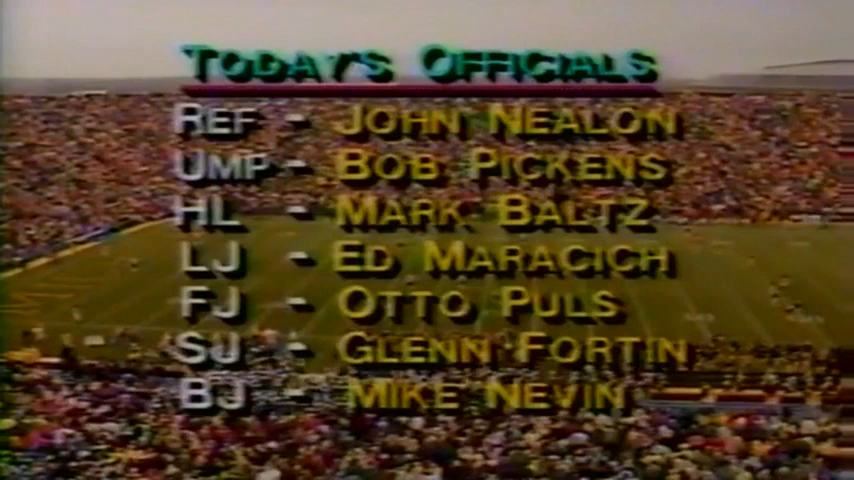 TODAY'S OFFICIALS
REF - JOHN NEALON
UMP - BOB PICKENS
HL - MARK BALTZ
LJ - ED MARACICH
FJ - OTTO PULS
SJ - GLENN FORTIN
BJ - MIKE NEVIN